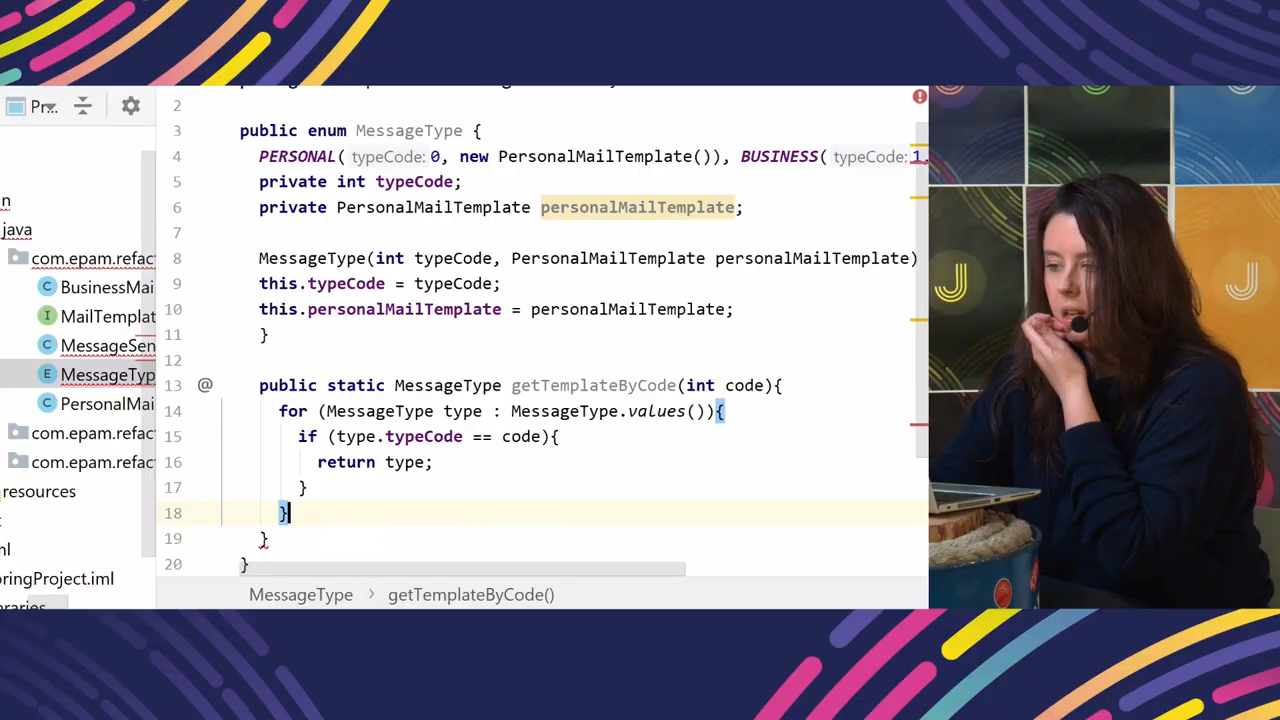 Pr...
n
java
com.epam.refact
BusinessMai
MailTemplat
MessageSen
MessageTyp
PersonalMai
com.epam.refact
com.epam.refact
resources
ml
oringProject.iml
2
3 public enum MessageType {
4 PERSONAL( typeCode: 0, new PersonalMailTemplate()), BUSINESS( typeCode: 1,
5 private int typeCode;
6 private PersonalMailTemplate personalMailTemplate;
7
8 MessageType(int typeCode, PersonalMailTemplate personalMailTemplate)
9 this.typeCode = typeCode;
10 this.personalMailTemplate = personalMailTemplate;
11 }
12
13 @ public static MessageType getTemplateByCode(int code){
14 for (MessageType type : MessageType.values()){
15 if (type.typeCode == code){
16 return type;
17 }
18 }
19 }
20 }
MessageType > getTemplateByCode()
J
J